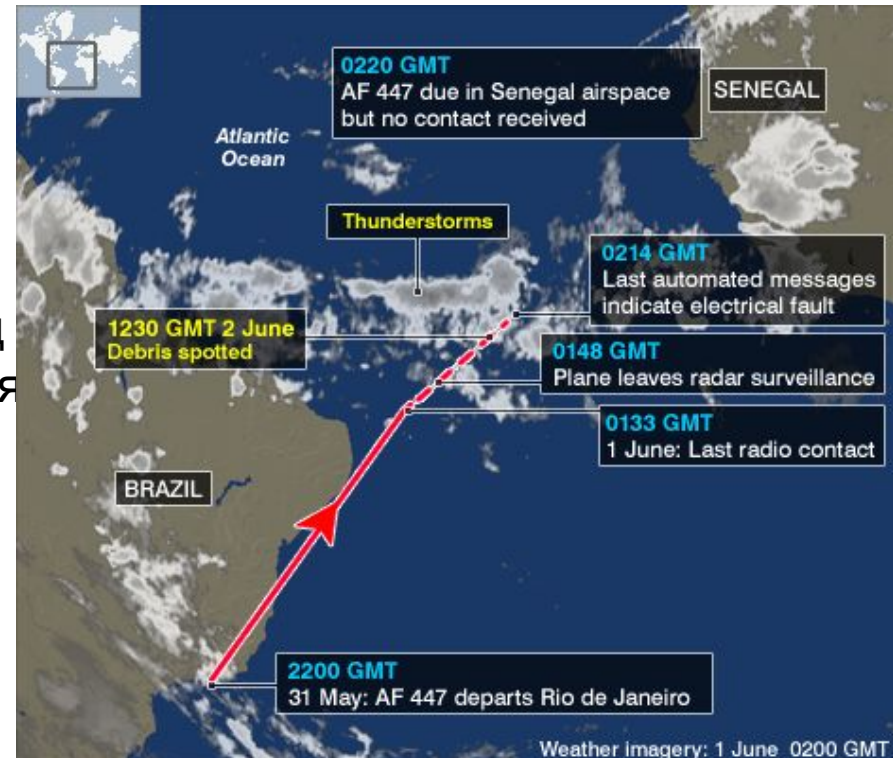 0220 GMT
AF 447 due in Senegal airspace
but no contact received
SENEGAL
Atlantic
Ocean
Thunderstorms
0214 GMT
Last automated messages
indicate electrical fault
1230 GMT 2 June
Debris spotted
0148 GMT
Plane leaves radar surveillance
0133 GMT
1 June: Last radio contact
BRAZIL
2200 GMT
31 May: AF 447 departs Rio de Janeiro
Weather imagery: 1 June 0200 GMT
я